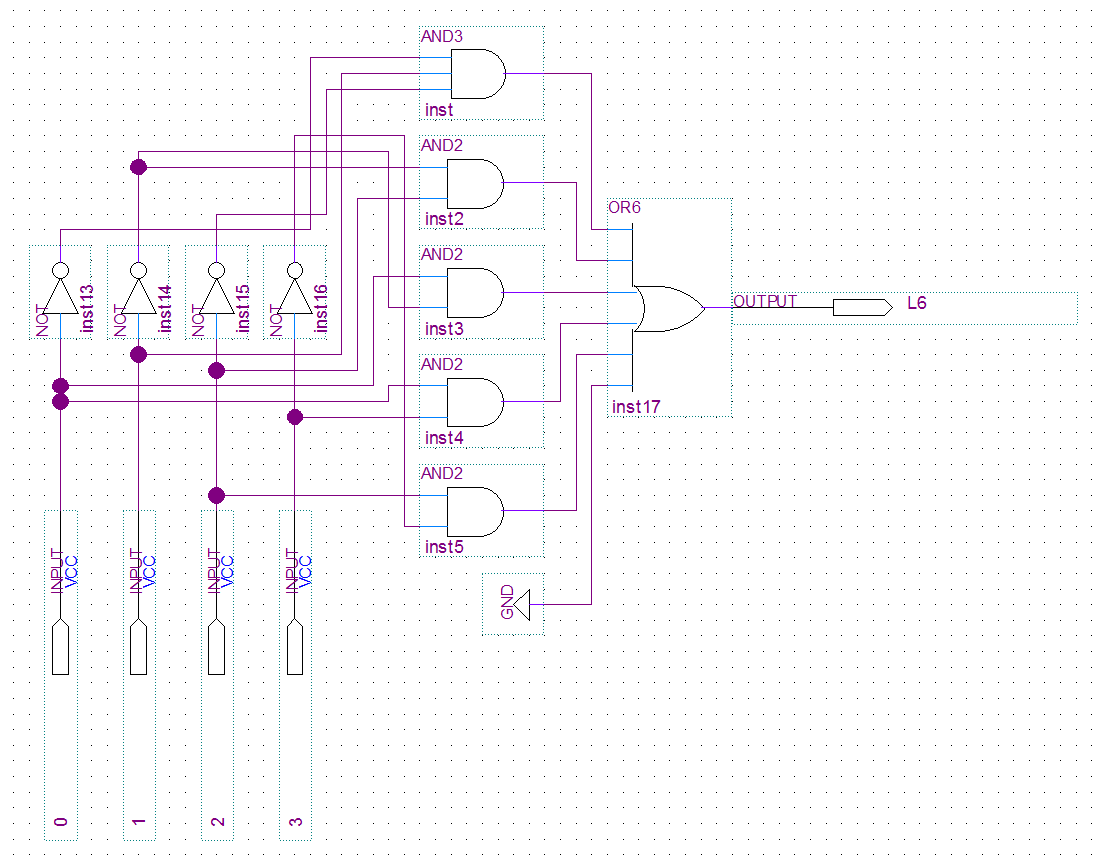 AND3
inst
AND2
inst2
OR6
AND2
inst3
OUTPUT
L6
NOT
inst13
NOT
inst14
NOT
inst15
NOT
inst16
AND2
inst4
inst17
AND2
inst5
INPUT
VCC
INPUT
VCC
INPUT
VCC
INPUT
VCC
GND
0
1
2
3